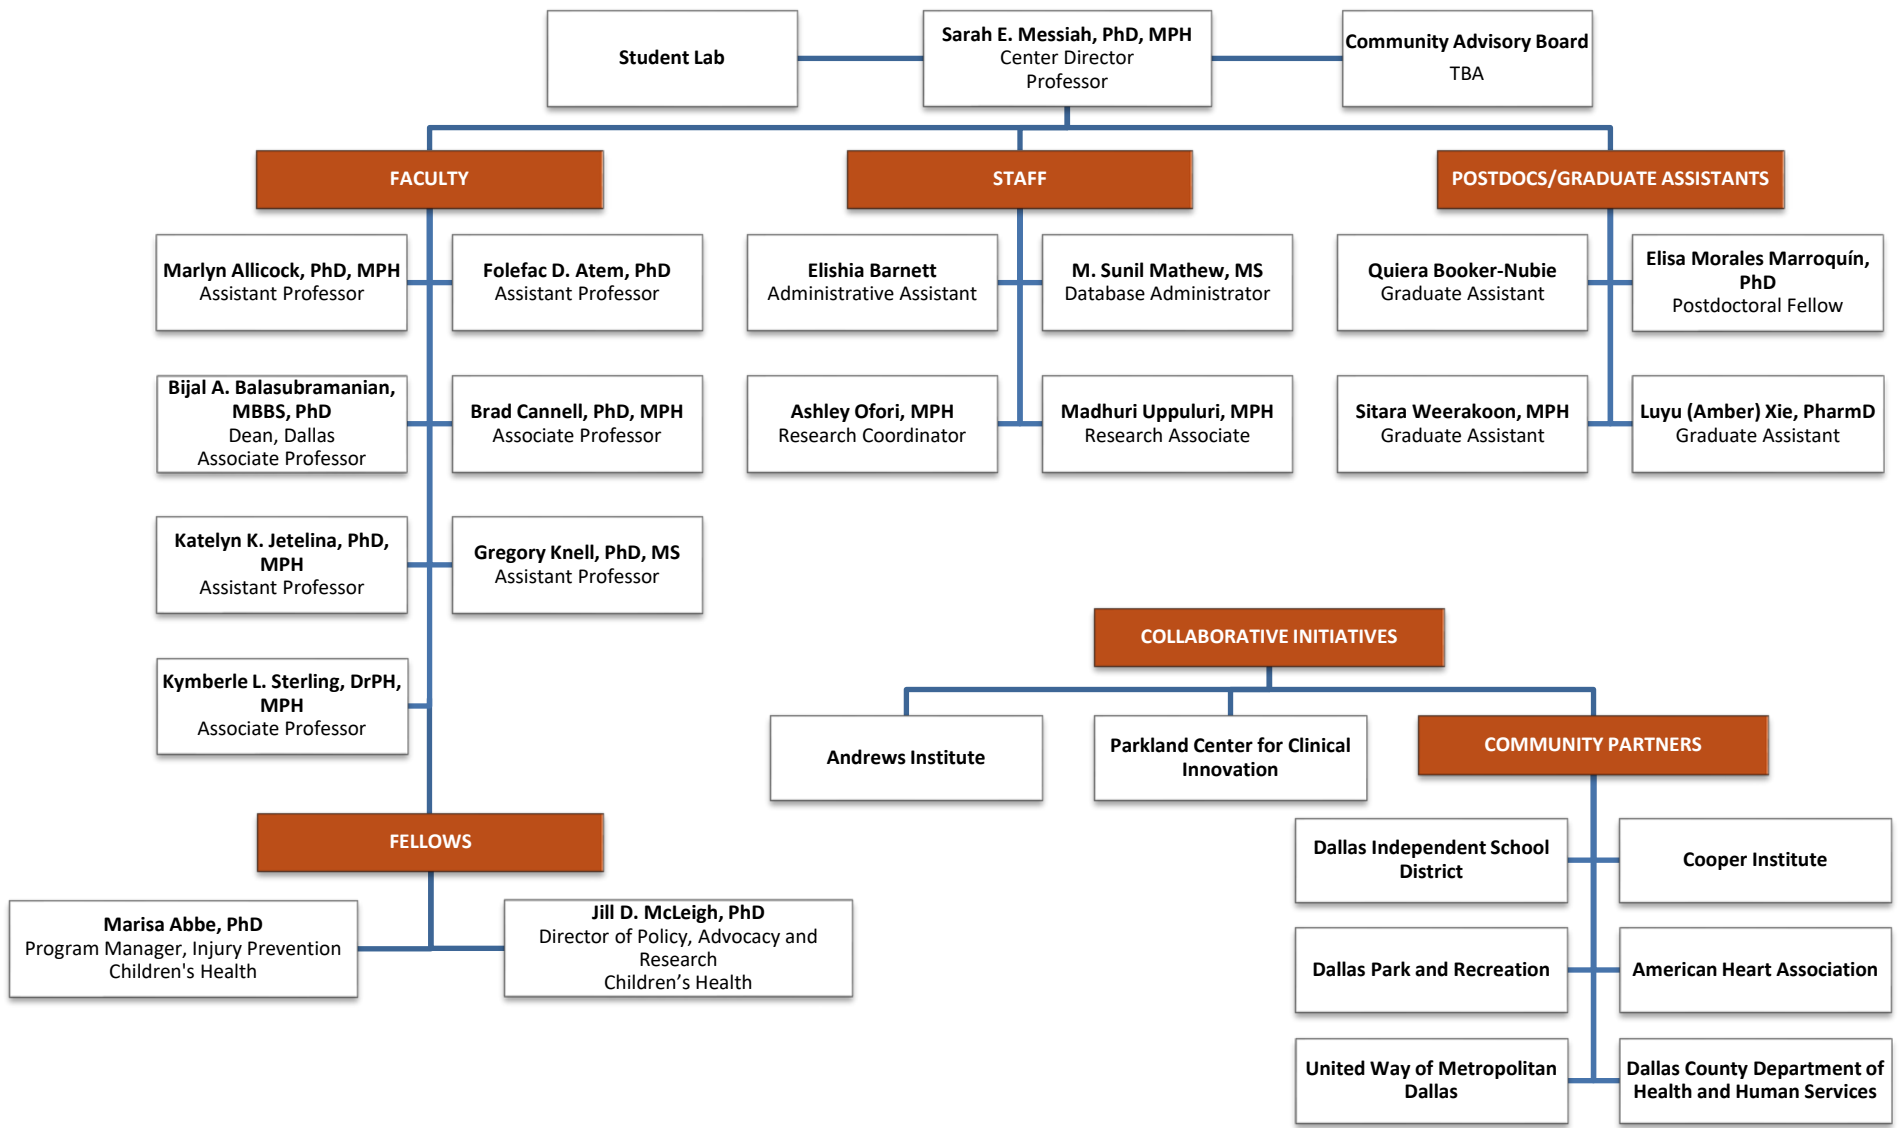 Student Lab
Sarah E. Messiah, PhD, MPH
Center Director
Professor
Community Advisory Board
TBA
FACULTY
STAFF
POSTDOCS/GRADUATE ASSISTANTS
Marlyn Allicock, PhD, MPH
Assistant Professor
Folefac D. Atem, PhD
Assistant Professor
Elishia Barnett
Administrative Assistant
M. Sunil Mathew, MS
Database Administrator
Quiera Booker-Nubie
Graduate Assistant
Elisa Morales Marroquín,
PhD
Postdoctoral Fellow
Bijal A. Balasubramanian,
MBBS, PhD
Dean, Dallas
Associate Professor
Brad Cannell, PhD, MPH
Associate Professor
Ashley Ofori, MPH
Research Coordinator
Madhuri Uppuluri, MPH
Research Associate
Sitara Weerakoon, MPH
Graduate Assistant
Luyu (Amber) Xie, PharmD
Graduate Assistant
Katelyn K. Jetelina, PhD,
MPH
Assistant Professor
Gregory Knell, PhD, MS
Assistant Professor
Kymberle L. Sterling, DrPH,
MPH
Associate Professor
FELLOWS
Marisa Abbe, PhD
Program Manager, Injury Prevention
Children's Health
Jill D. McLeigh, PhD
Director of Policy, Advocacy and
Research
Children’s Health
COLLABORATIVE INITIATIVES
Andrews Institute
Parkland Center for Clinical
Innovation
COMMUNITY PARTNERS
Dallas Independent School
District
Cooper Institute
Dallas Park and Recreation
American Heart Association
United Way of Metropolitan
Dallas
Dallas County Department of
Health and Human Services